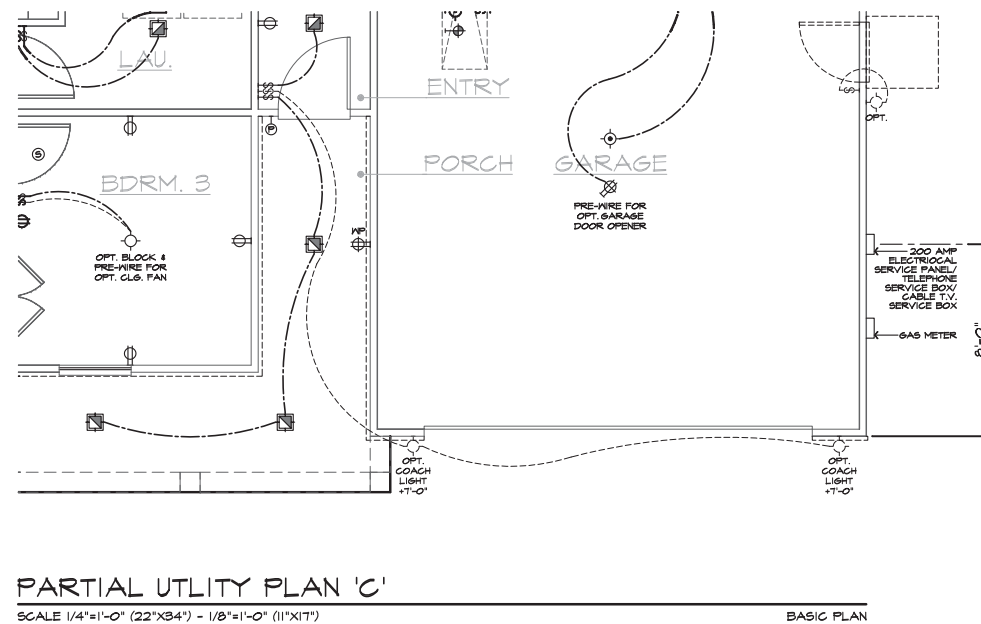 LAU.
ENTRY
OPT.
P
S
PORCH
GARAGE
BDRM. 3
PRE-WIRE FOR
OPT. GARAGE
DOOR OPENER
WP
OPT. BLOCK &
PRE-WIRE FOR
OPT. CLG. FAN
200 AMP
ELECTRIOCAL
SERVICE PANEL/
TELEPHONE
SERVICE BOX/
CABLE T.V.
SERVICE BOX
GAS METER
8'-0"
OPT.
COACH
LIGHT
+7'-0"
OPT.
COACH
LIGHT
+7'-0"
PARTIAL UTLITY PLAN 'C'
SCALE 1/4"=1'-0" (22"X34") - 1/8"=1'-0" (11"X17")
BASIC PLAN